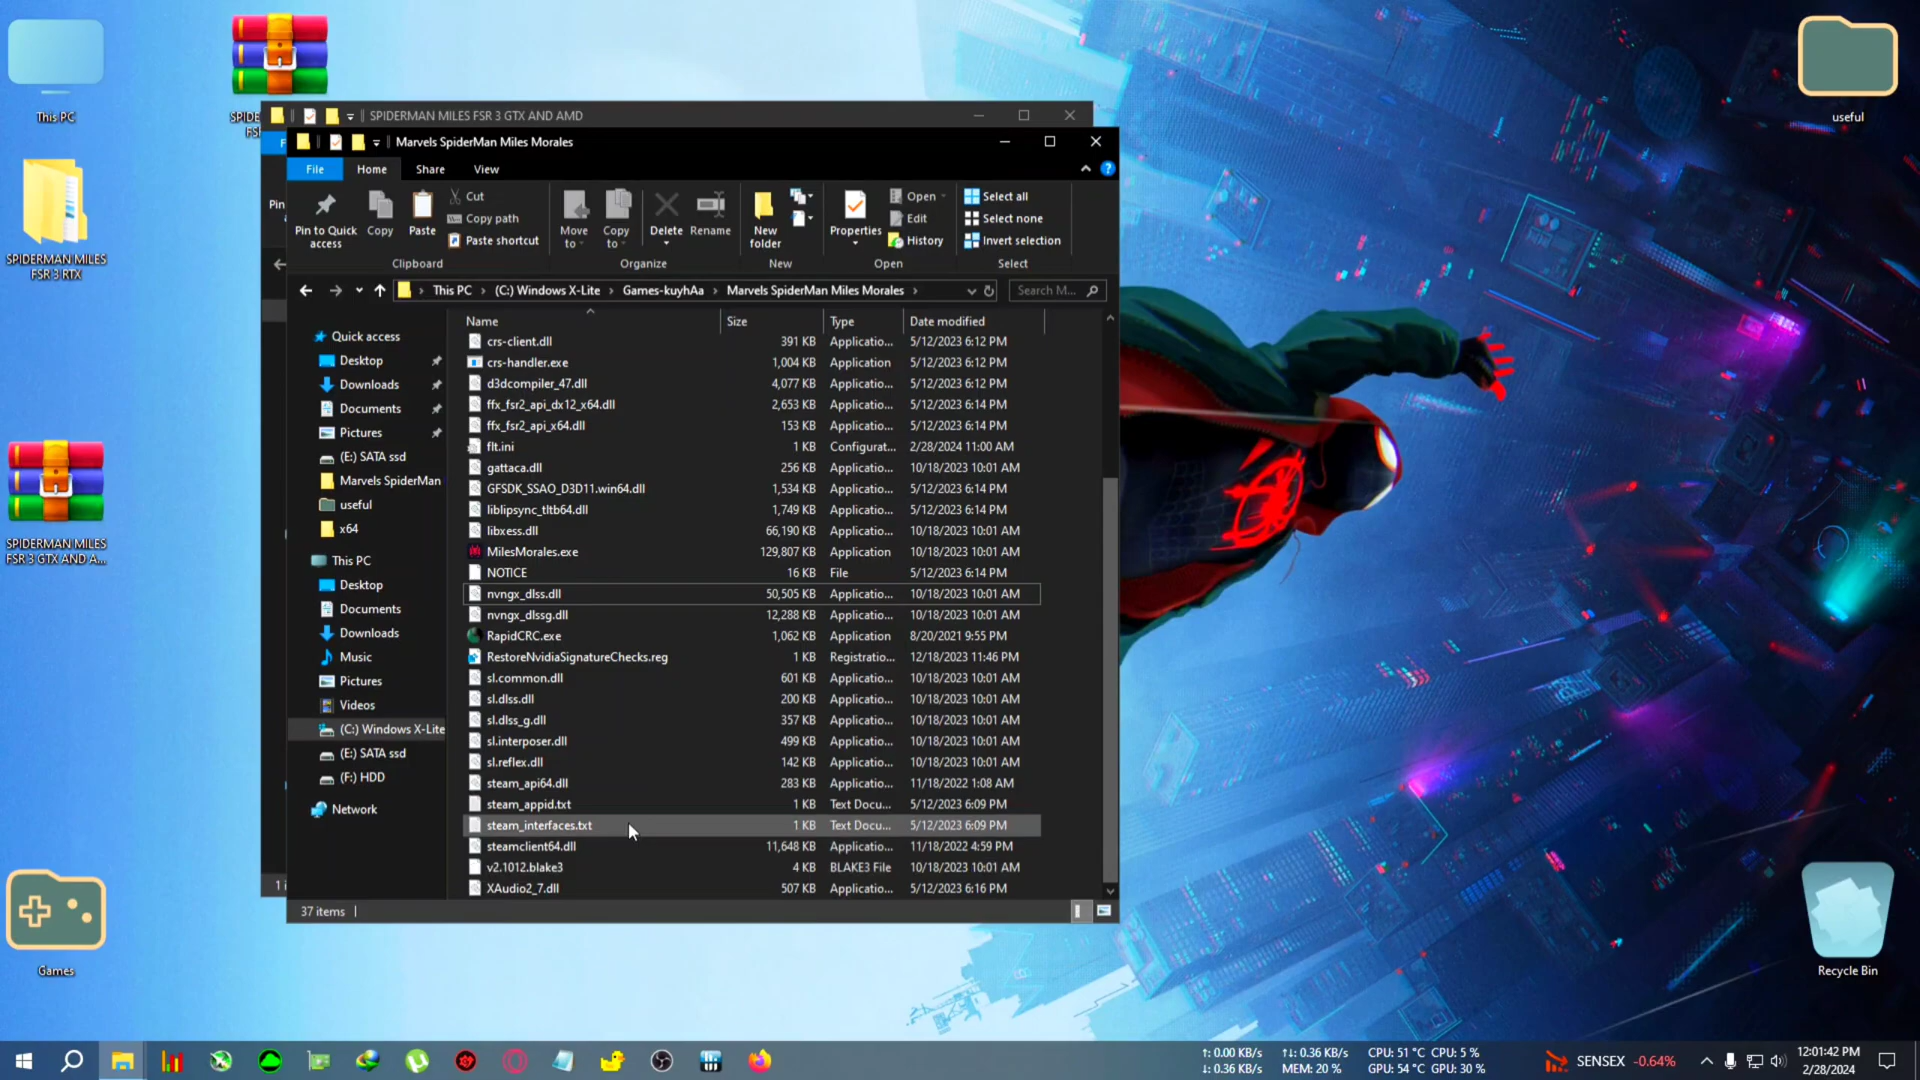 This PC
SPIDERMAN MILES
FSR 3 RTX
SPIDERMAN MILES
FSR 3 GTX AND A...
Games
useful
Recycle Bin
SPIDERMAN MILES FSR 3 GTX AND AMD
Marvels SpiderMan Miles Morales
File
Home
Share
View
Pin to Quick
access
Copy
Paste
Cut
Copy path
Paste shortcut
Clipboard
Move
to
Copy
to
Delete
Rename
Organize
New
folder
New
Properties
Open
Edit
History
Open
Select all
Select none
Invert selection
Select
This PC > (C:) Windows X-Lite > Games-kuyhAa > Marvels SpiderMan Miles Morales >
Search M...
Quick access
Desktop
Downloads
Documents
Pictures
(E:) SATA ssd
Marvels SpiderMan
useful
x64
This PC
Desktop
Documents
Downloads
Music
Pictures
Videos
(C:) Windows X-Lite
(E:) SATA ssd
(F:) HDD
Network
Name Size Type Date modified
crs-client.dll 391 KB Applicatio... 5/12/2023 6:12 PM
crs-handler.exe 1,004 KB Application 5/12/2023 6:12 PM
d3dcompiler_47.dll 4,077 KB Applicatio... 5/12/2023 6:12 PM
ffx_fsr2_api_dx12_x64.dll 2,653 KB Applicatio... 5/12/2023 6:14 PM
ffx_fsr2_api_x64.dll 153 KB Applicatio... 5/12/2023 6:14 PM
flt.ini 1 KB Configurat... 2/28/2024 11:00 AM
gattaca.dll 256 KB Applicatio... 10/18/2023 10:01 AM
GFSDK_SSAO_D3D11.win64.dll 1,534 KB Applicatio... 5/12/2023 6:14 PM
liblipsync_tltb64.dll 1,749 KB Applicatio... 5/12/2023 6:14 PM
libxess.dll 66,190 KB Applicatio... 10/18/2023 10:01 AM
MilesMorales.exe 129,807 KB Application 10/18/2023 10:01 AM
NOTICE 16 KB File 5/12/2023 6:14 PM
nvngx_dlss.dll 50,505 KB Applicatio... 10/18/2023 10:01 AM
nvngx_dlssg.dll 12,288 KB Applicatio... 10/18/2023 10:01 AM
RapidCRC.exe 1,062 KB Application 8/20/2021 9:55 PM
RestoreNvidiaSignatureChecks.reg 1 KB Registratio... 12/18/2023 11:46 PM
sl.common.dll 601 KB Applicatio... 10/18/2023 10:01 AM
sl.dlss.dll 200 KB Applicatio... 10/18/2023 10:01 AM
sl.dlss_g.dll 357 KB Applicatio... 10/18/2023 10:01 AM
sl.interposer.dll 499 KB Applicatio... 10/18/2023 10:01 AM
sl.reflex.dll 142 KB Applicatio... 10/18/2023 10:01 AM
steam_api64.dll 283 KB Applicatio... 11/18/2022 1:08 AM
steam_appid.txt 1 KB Text Docu... 5/12/2023 6:09 PM
steam_interfaces.txt 1 KB Text Docu... 5/12/2023 6:09 PM
steamclient64.dll 11,648 KB Applicatio... 11/18/2022 4:59 PM
v2.1012.blake3 4 KB BLAKE3 File 10/18/2023 10:01 AM
XAudio2_7.dll 507 KB Applicatio... 5/12/2023 6:16 PM
37 items
↑: 0.00 KB/s ↑↓: 0.36 KB/s CPU: 51 °C CPU: 5 %
↓: 0.36 KB/s MEM: 20 % GPU: 54 °C GPU: 30 %
SENSEX -0.64%
12:01:42 PM
2/28/2024